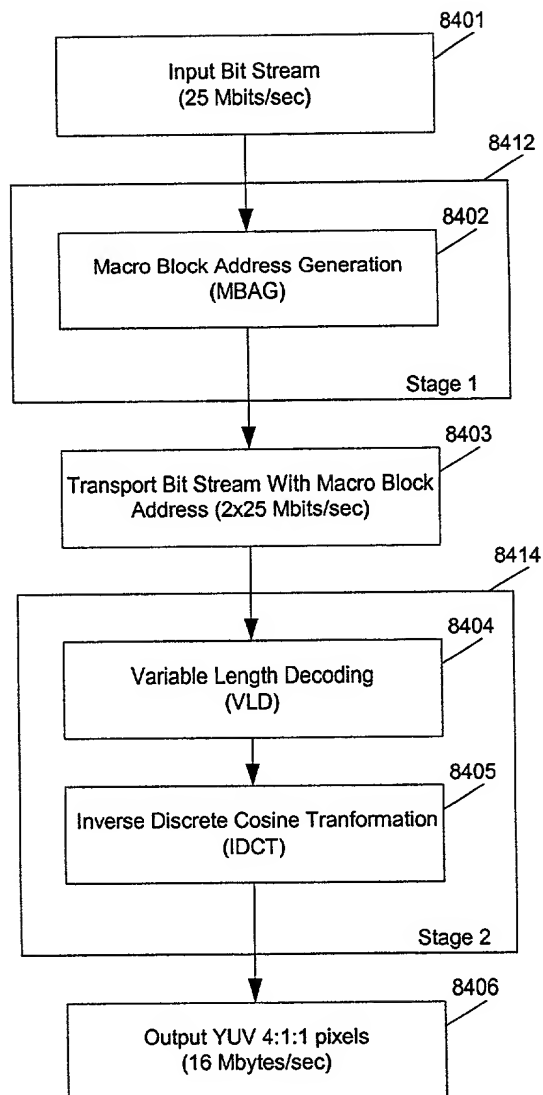 8401
Input Bit Stream
(25 Mbits/sec)
8412
8402
Macro Block Address Generation
(MBAG)
Stage 1
8403
Transport Bit Stream With Macro Block
Address (2x25 Mbits/sec)
8414
8404
Variable Length Decoding
(VLD)
8405
Inverse Discrete Cosine Tranformation
(IDCT)
Stage 2
8406
Output YUV 4:1:1 pixels
(16 Mbytes/sec)